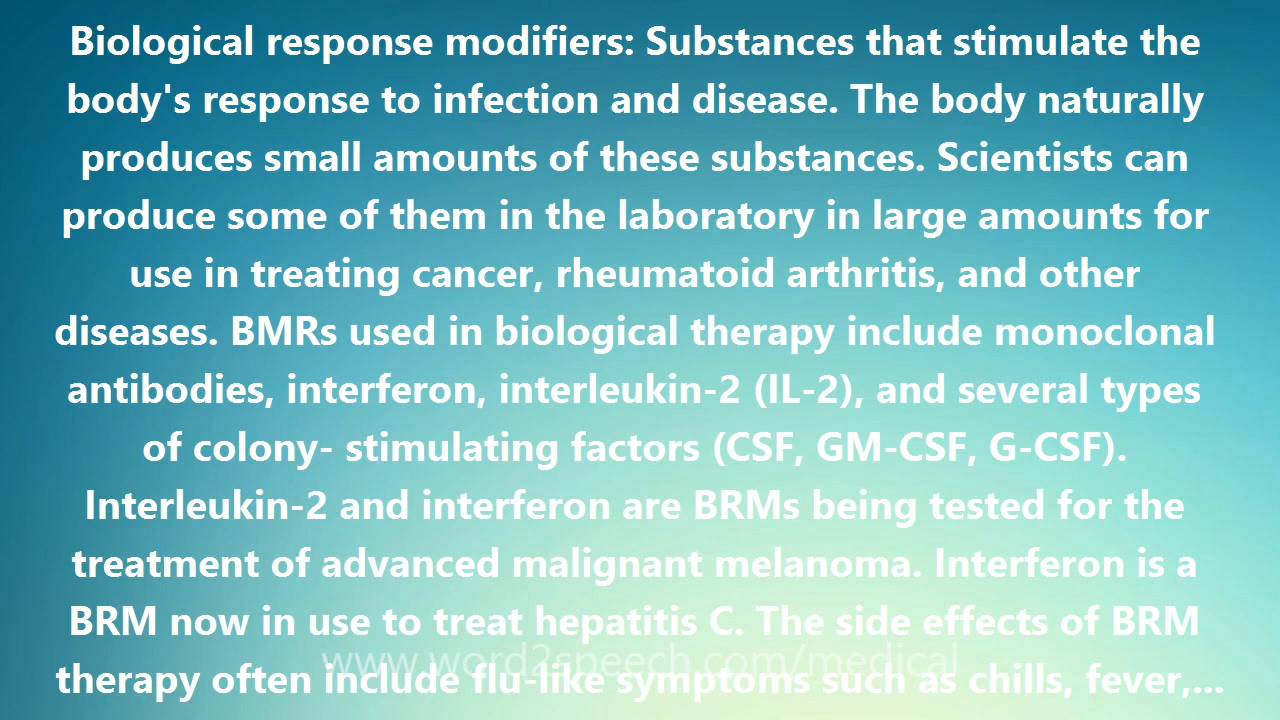 Biological response modifiers: Substances that stimulate the
body's response to infection and disease. The body naturally
produces small amounts of these substances. Scientists can
produce some of them in the laboratory in large amounts for
use in treating cancer, rheumatoid arthritis, and other
diseases. BMRs used in biological therapy include monoclonal
antibodies, interferon, interleukin-2 (IL-2), and several types
of colony- stimulating factors (CSF, GM-CSF, G-CSF).
Interleukin-2 and interferon are BRMs being tested for the
treatment of advanced malignant melanoma. Interferon is a
BRM now in use to treat hepatitis C. The side effects of BRM
www.word2speech.com/medical
therapy often include flu-like symptoms such as chills, fever,...